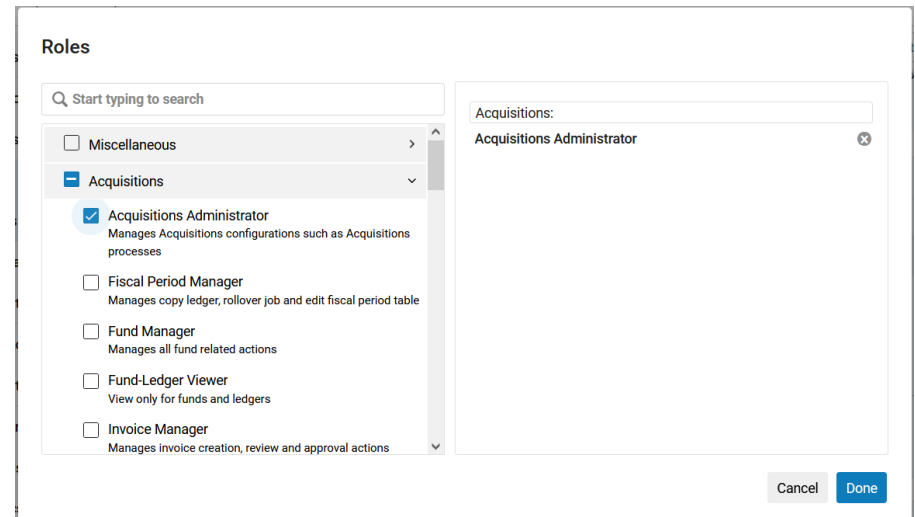 Roles
Start typing to search
Miscellaneous
Acquisitions
Acquisitions Administrator
Manages Acquisitions configurations such as Acquisitions
processes
Fiscal Period Manager
Manages copy ledger, rollover job and edit fiscal period table
Fund Manager
Manages all fund related actions
Fund-Ledger Viewer
View only for funds and ledgers
Invoice Manager
Manages invoice creation, review and approval actions
Acquisitions:
Acquisitions Administrator
Cancel
Done